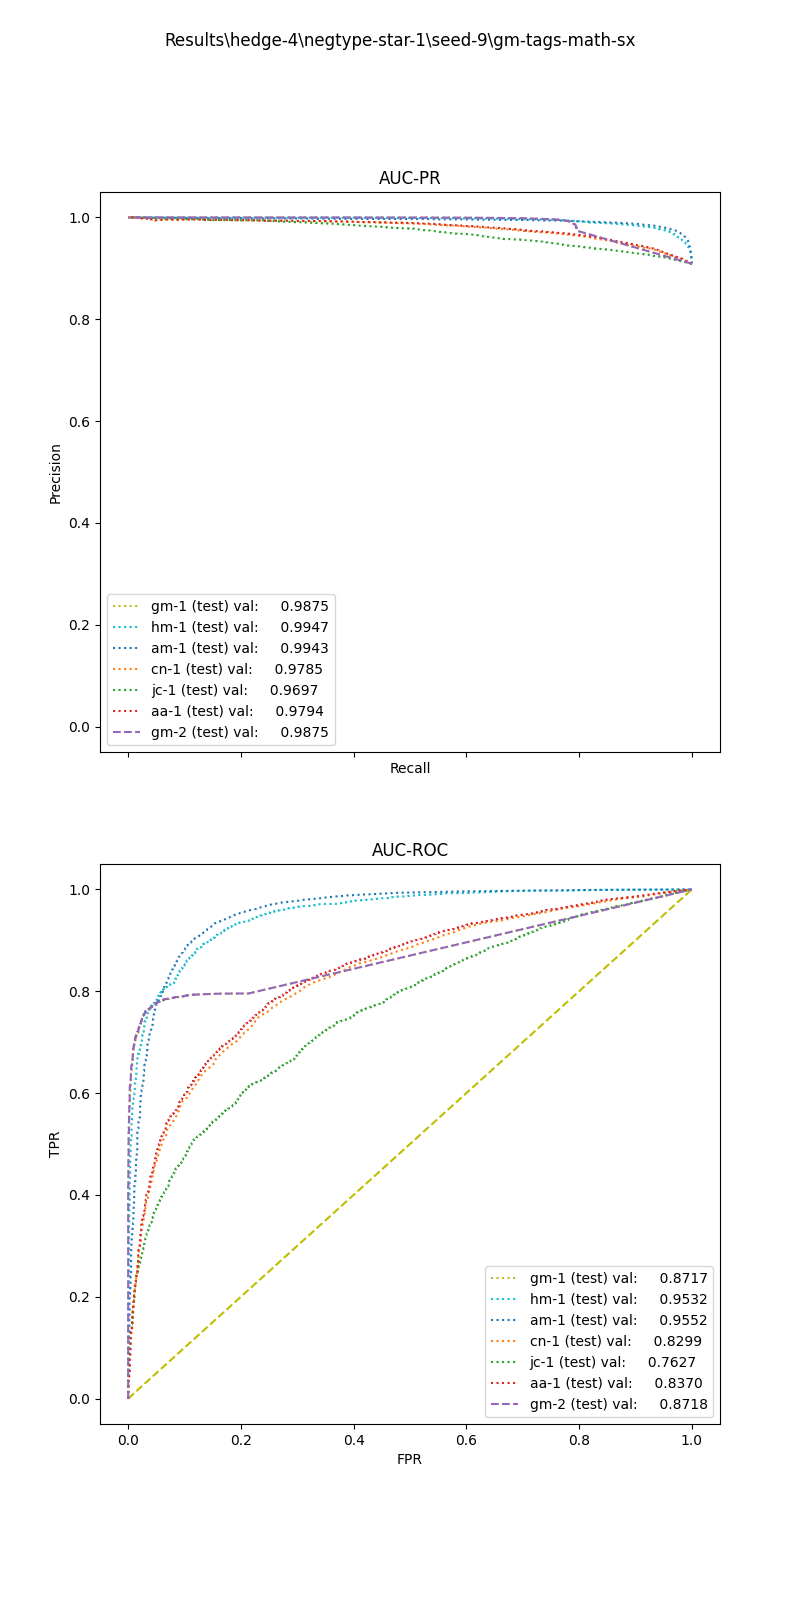 Results\hedge-4\negtype-star-1\seed-9\gm-tags-math-sx
AUC-PR
1.0
0.8
0.6
0.4
0.2
0.0
Precision
gm-1 (test) val: 0.9875
hm-1 (test) val: 0.9947
am-1 (test) val: 0.9943
cn-1 (test) val: 0.9785
jc-1 (test) val: 0.9697
aa-1 (test) val: 0.9794
gm-2 (test) val: 0.9875
Recall
AUC-ROC
1.0
0.8
0.6
0.4
0.2
0.0
TPR
gm-1 (test) val: 0.8717
hm-1 (test) val: 0.9532
am-1 (test) val: 0.9552
cn-1 (test) val: 0.8299
jc-1 (test) val: 0.7627
aa-1 (test) val: 0.8370
gm-2 (test) val: 0.8718
0.0 0.2 0.4 0.6 0.8 1.0
FPR